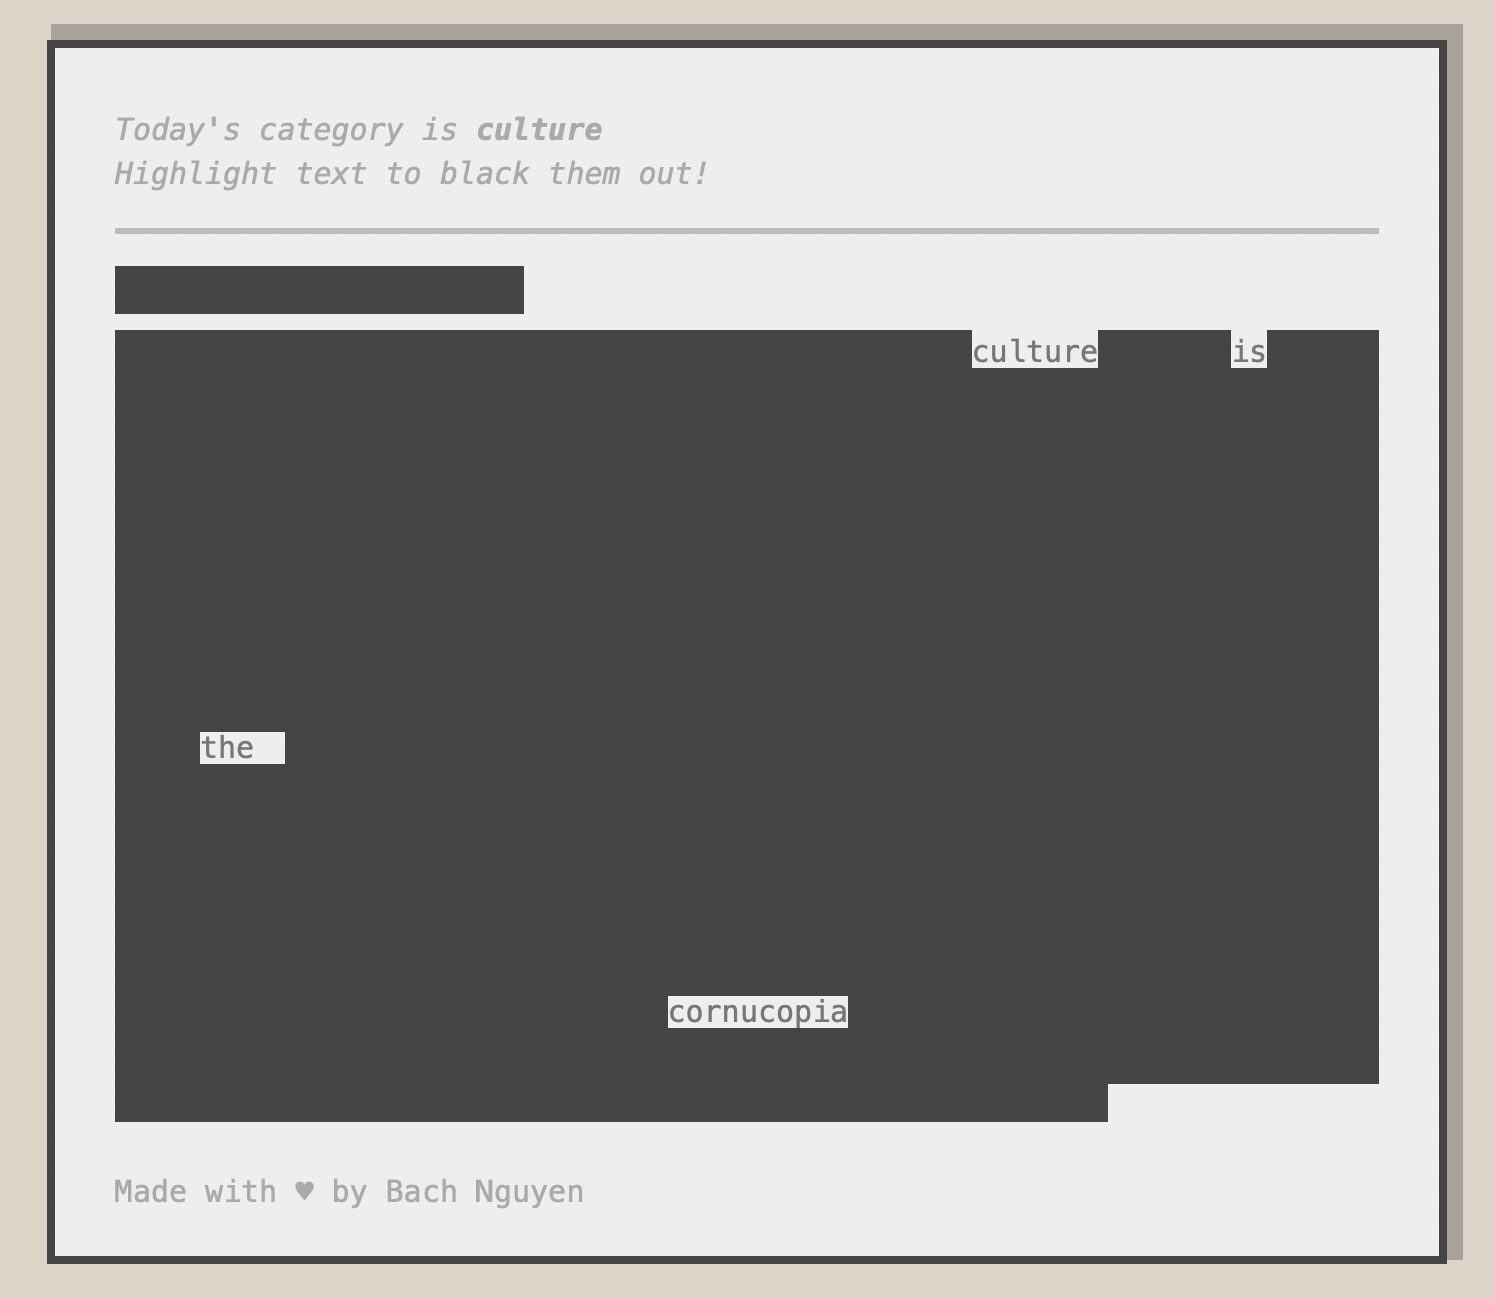 Today's category is culture
Highlight text to black them out!
culture is
the
cornucopia
Made with ♥ by Bach Nguyen